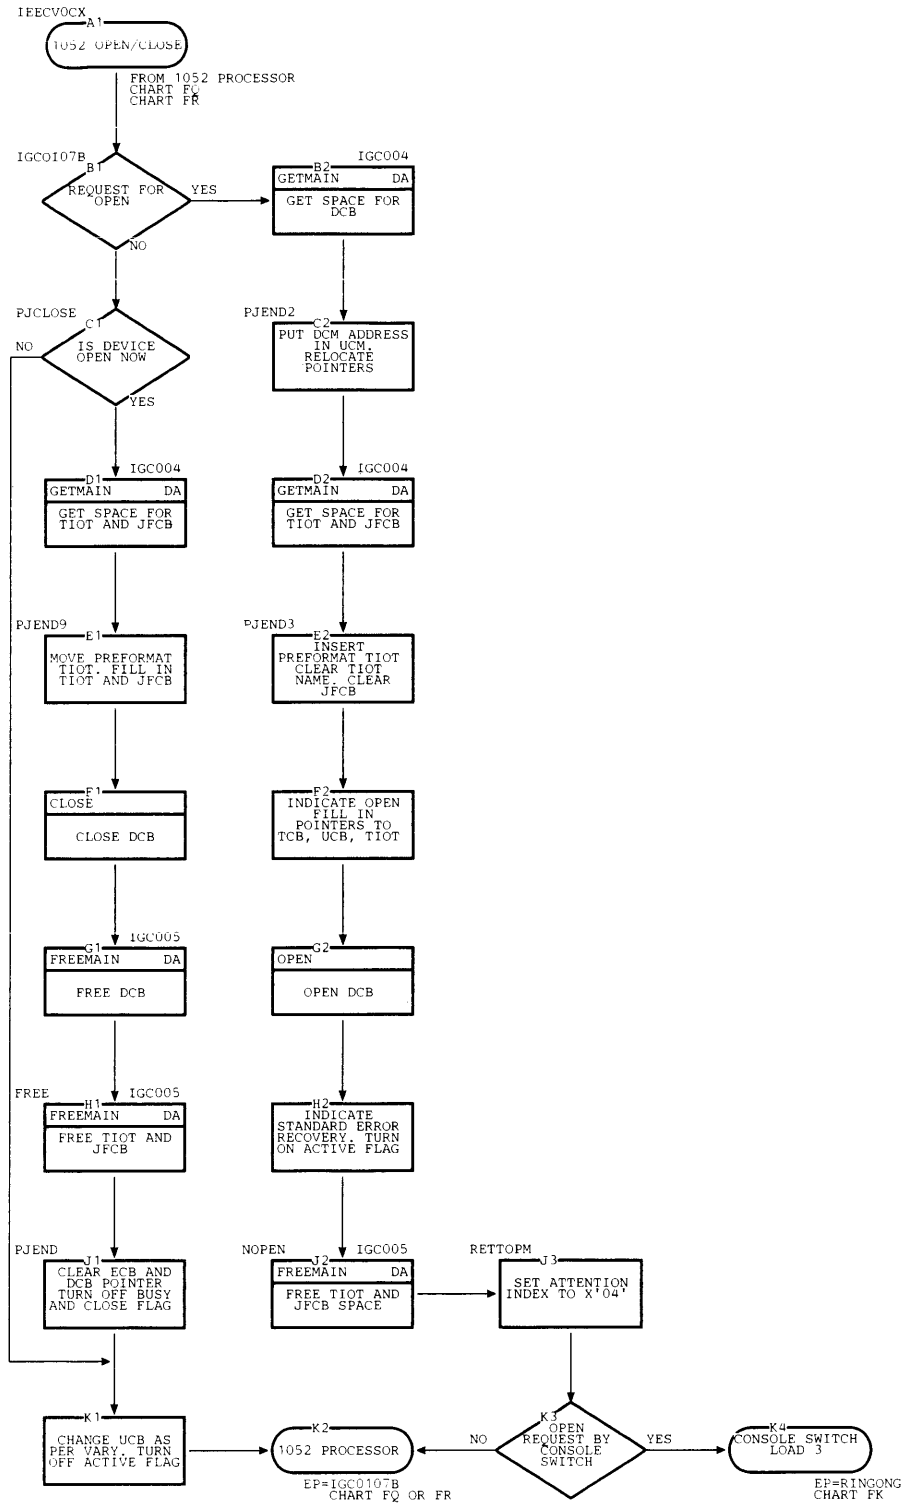 IEECVOCX
A1
1052 OPEN/CLOSE
FROM 1052 PROCESSOR
CHART FQ
CHART FR
IGC0107B
B1
REQUEST FOR
OPEN
YES
NO
IGC004
B2
GETMAIN DA
GET SPACE FOR
DCB
PJCLOSE
C1
IS DEVICE
OPEN NOW
NO
YES
PJEND2
C2
PUT DCM ADDRESS
IN UCM.
RELOCATE
POINTERS
IGC004
D1
GETMAIN DA
GET SPACE FOR
TIOT AND JFCB
IGC004
D2
GETMAIN DA
GET SPACE FOR
TIOT AND JFCB
PJEND9
E1
MOVE PREFORMAT
TIOT. FILL IN
TIOT AND JFCB
PJEND3
E2
INSERT
PREFORMAT TIOT
CLEAR TIOT
NAME. CLEAR
JFCB
F1
CLOSE
CLOSE DCB
F2
INDICATE OPEN
FILL IN
POINTERS TO
TCB, UCB, TIOT
IGC005
G1
FREEMAIN DA
FREE DCB
G2
OPEN
OPEN DCB
FREE
IGC005
H1
FREEMAIN DA
FREE TIOT AND
JFCB
H2
INDICATE
STANDARD ERROR
RECOVERY. TURN
ON ACTIVE FLAG
PJEND
J1
CLEAR ECB AND
DCB POINTER
TURN OFF BUSY
AND CLOSE FLAG
NOPEN
IGC005
J2
FREEMAIN DA
FREE TIOT AND
JFCB SPACE
RETTOPM
J3
SET ATTENTION
INDEX TO X'04'
K1
CHANGE UCB AS
PER VARY. TURN
OFF ACTIVE FLAG
K2
1052 PROCESSOR
EP=IGC0107B
CHART FQ OR FR
NO
K3
OPEN
REQUEST BY
CONSOLE
SWITCH
YES
K4
CONSOLE SWITCH
LOAD 3
EP=RINGONG
CHART FK